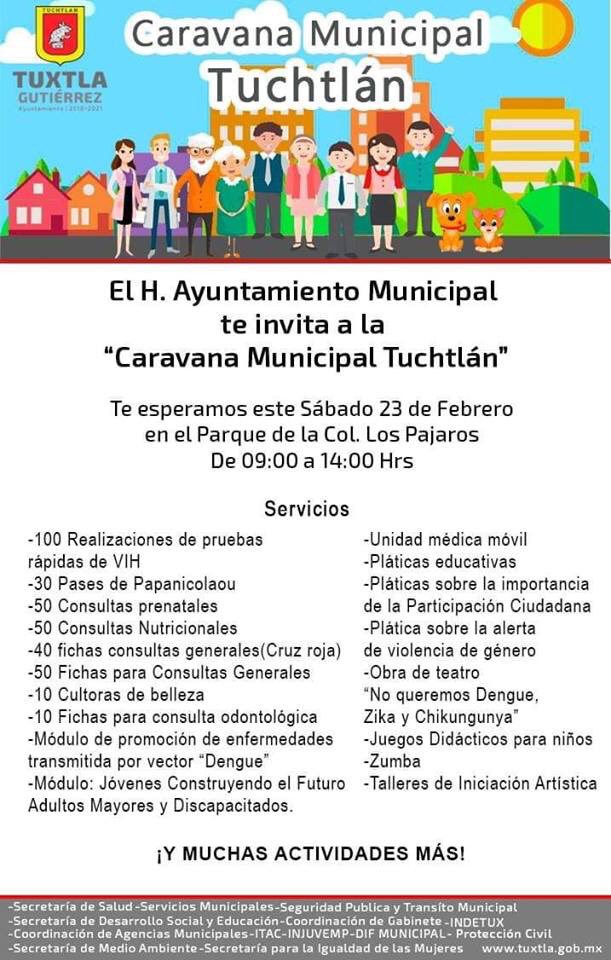 TUCHTLÁN
TUXTLA
GUTIÉRREZ
Ayuntamiento | 2018-2021
Caravana Municipal
Tuchtlán
El H. Ayuntamiento Municipal
te invita a la
“Caravana Municipal Tuchtlán”
Te esperamos este Sábado 23 de Febrero
en el Parque de la Col. Los Pajaros
De 09:00 a 14:00 Hrs
Servicios
-100 Realizaciones de pruebas
rápidas de VIH
-30 Pases de Papanicolaou
-50 Consultas prenatales
-50 Consultas Nutricionales
-40 fichas consultas generales(Cruz roja)
-50 Fichas para Consultas Generales
-10 Cultoras de belleza
-10 Fichas para consulta odontológica
-Módulo de promoción de enfermedades
transmitida por vector “Dengue”
-Módulo: Jóvenes Construyendo el Futuro
Adultos Mayores y Discapacitados.
-Unidad médica móvil
-Pláticas educativas
-Pláticas sobre la importancia
de la Participación Ciudadana
-Plática sobre la alerta
de violencia de género
-Obra de teatro
“No queremos Dengue,
Zika y Chikungunya”
-Juegos Didácticos para niños
-Zumba
-Talleres de Iniciación Artística
¡Y MUCHAS ACTIVIDADES MÁS!
-Secretaría de Salud -Servicios Municipales -Seguridad Publica y Transíto Municipal
-Secretaría de Desarrollo Social y Educación -Coordinación de Gabinete -INDETUX
-Coordinación de Agencias Municipales -ITAC-INJUVEMP-DIF MUNICIPAL- Protección Civil
-Secretaría de Medio Ambiente -Secretaría para la Igualdad de las Mujeres www.tuxtla.gob.mx